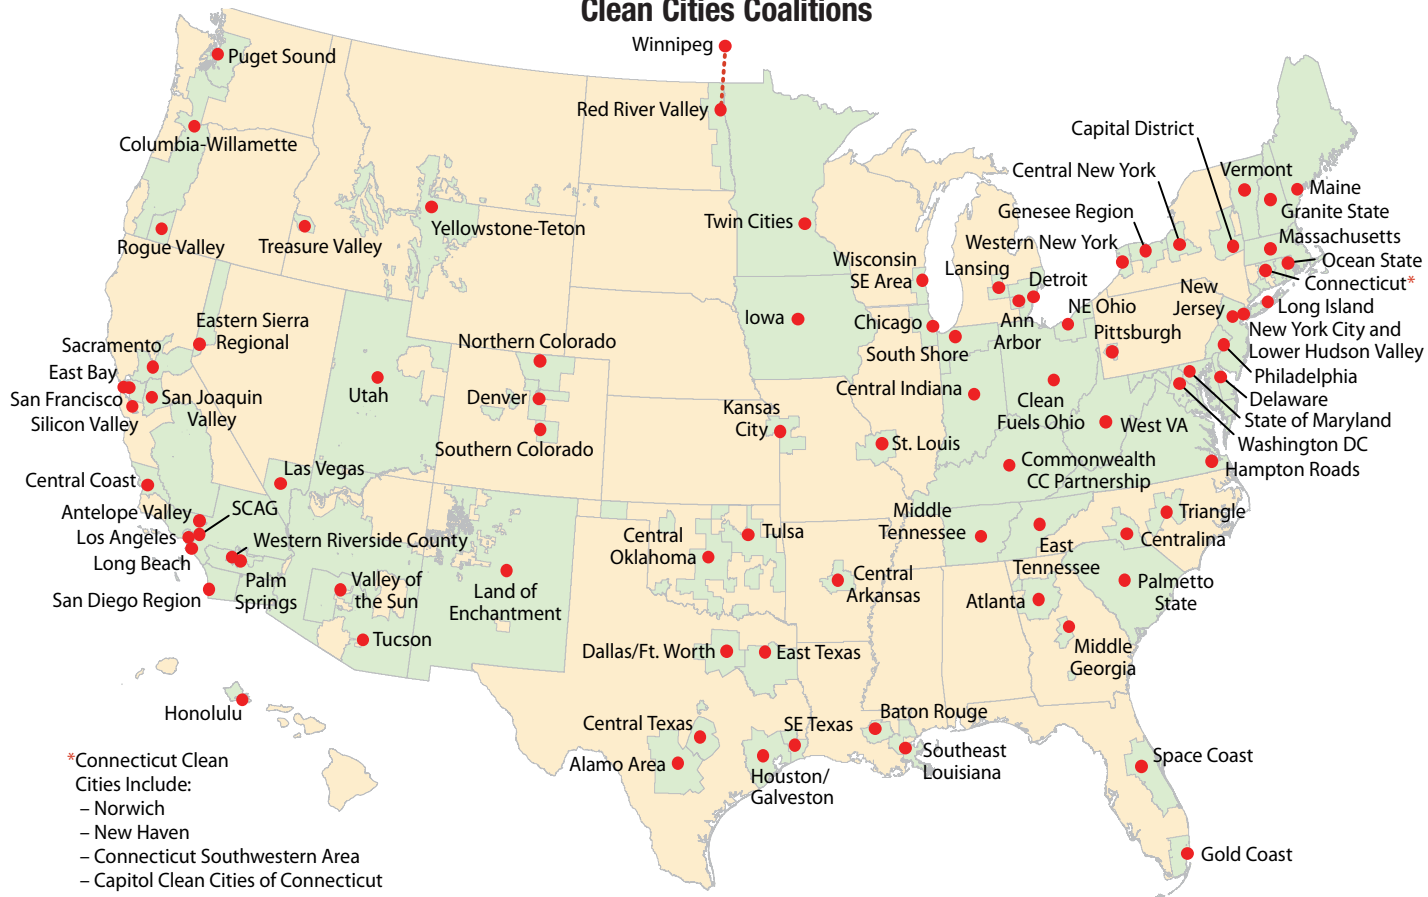 Clean Cities Coalitions
Winnipeg
Puget Sound
Red River Valley
Capital District
Columbia-Willamette
Central New York
Vermont
Maine
Genesee Region
Granite State
Twin Cities
Yellowstone-Teton
Rogue Valley
Treasure Valley
Western New York
Massachusetts
Wisconsin
SE Area
Lansing
Ocean State
Detroit
Connecticut*
New
Jersey
NE Ohio
Long Island
Iowa
Chicago
Ann
Arbor
Pittsburgh
New York City and
Lower Hudson Valley
Eastern Sierra
Regional
Sacramento
Northern Colorado
South Shore
East Bay
Philadelphia
San Francisco
San Joaquin
Valley
Utah
Denver
Central Indiana
Clean
Fuels Ohio
Delaware
Silicon Valley
Kansas
City
State of Maryland
West VA
Southern Colorado
St. Louis
Washington DC
Las Vegas
Commonwealth
CC Partnership
Hampton Roads
Central Coast
Antelope Valley
SCAG
Middle
Tennessee
Triangle
Los Angeles
Western Riverside County
Central
Oklahoma
Tulsa
Centralina
Long Beach
East
Tennessee
Palm
Springs
Valley of
the Sun
Land of
Enchantment
Central
Arkansas
Palmetto
State
San Diego Region
Atlanta
Tucson
Dallas/Ft. Worth
East Texas
Middle
Georgia
Honolulu
Central Texas
SE Texas
Baton Rouge
Alamo Area
Houston/
Galveston
Southeast
Louisiana
Space Coast
Gold Coast
*Connecticut Clean
Cities Include:
– Norwich
– New Haven
– Connecticut Southwestern Area
– Capitol Clean Cities of Connecticut